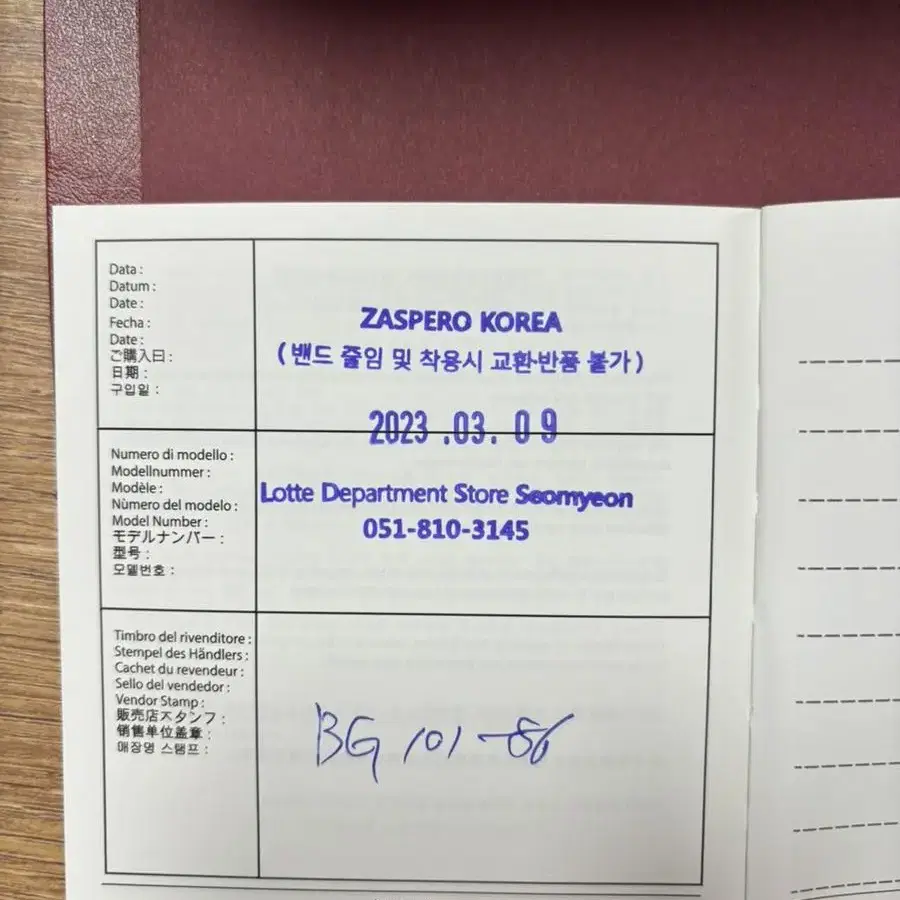 Data :
Datum :
Date :
Fecha :
Date :
ご購入日 :
日期 :
구입일 :
ZASPERO KOREA
( 밴드 줄임 및 착용시 교환·반품 불가 )
2023 .03. 09
Numero di modello :
Modellnummer :
Modèle :
Nùmero del modelo :
Model Number :
モデルナンバー :
型号 :
모델번호 :
Lotte Department Store Seomyeon
051-810-3145
Timbro del rivenditore :
Stempel des Händlers :
Cachet du revendeur :
Sello del vendedor :
Vendor Stamp :
販売店スタンプ :
销售单位盖章 :
매장명 스탬프 :
BG 101-86